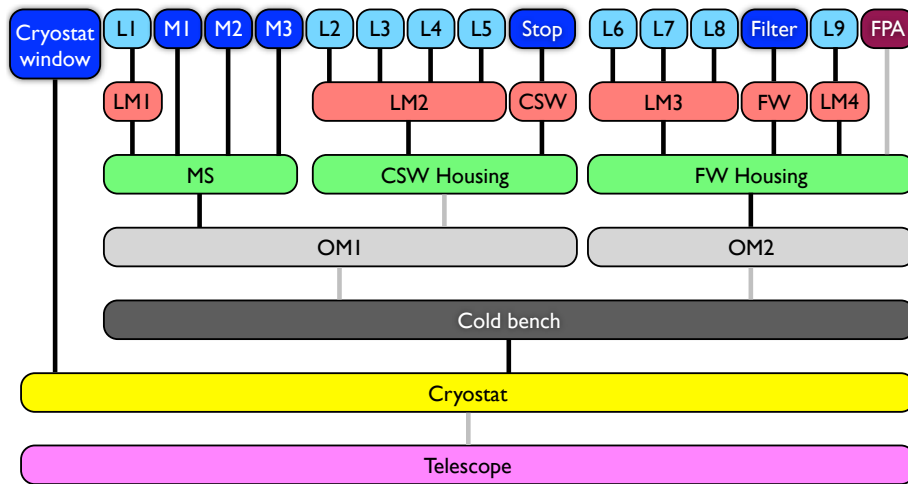 Cryostat
window
L1
M1
M2
M3
L2
L3
L4
L5
Stop
L6
L7
L8
Filter
L9
FPA
LM1
LM2
CSW
LM3
FW
LM4
MS
CSW Housing
FW Housing
OM1
OM2
Cold bench
Cryostat
Telescope